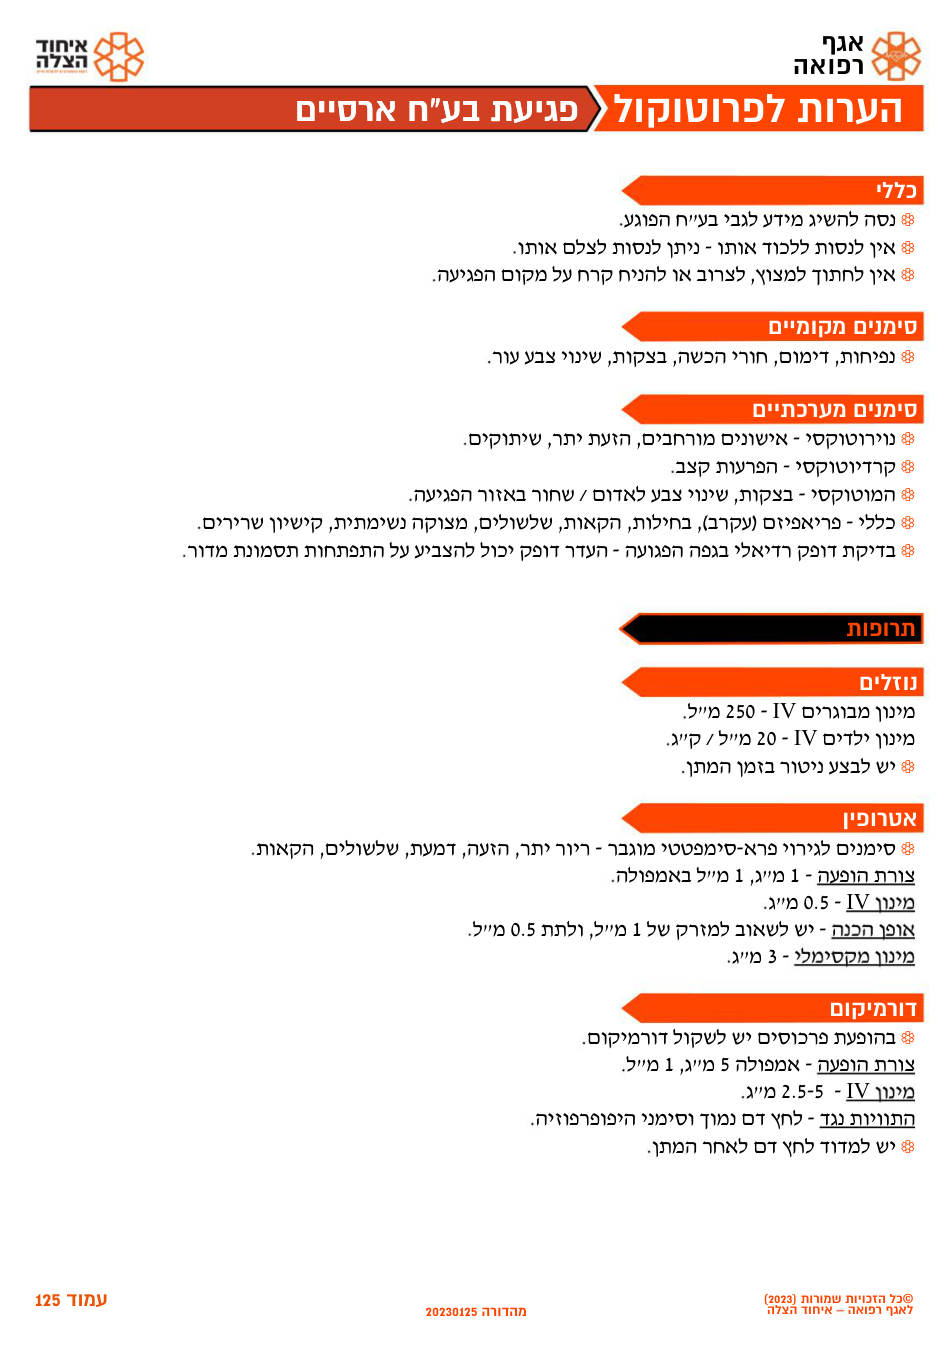 אגף
רפואה
איחוד
הצלה
הערות לפרוטוקול
פגיעת בע"ח ארסיים
כללי
נסה להשיג מידע לגבי בע"ח הפוגע.
אין לנסות ללכוד אותו - ניתן לנסות לצלם אותו.
אין לחתוך למצוץ, לצרוב או להניח קרח על מקום הפגיעה.
סימנים מקומיים
נפיחות, דימום, חורי הכשה, בצקות, שינוי צבע עור.
סימנים מערכתיים
נוירוטוקסי - אישונים מורחבים, הזעת יתר, שיתוקים.
קרדיוטוקסי - הפרעות קצב.
המוטוקסי - בצקות, שינוי צבע לאדום / שחור באזור הפגיעה.
כללי - פריאפיזם (עקרב), בחילות, הקאות, שלשולים, מצוקה נשימתית, קישיון שרירים.
בדיקת דופק רדיאלי בגפה הפגועה - העדר דופק יכול להצביע על התפתחות תסמונת מדור.
תרופות
נוזלים
מינון מבוגרים IV - 250 מ"ל.
מינון ילדים IV - 20 מ"ל / ק"ג.
יש לבצע ניטור בזמן המתן.
אטרופין
סימנים לגירוי פרא-סימפטטי מוגבר - ריור יתר, הזעה, דמעת, שלשולים, הקאות.
צורת הופעה - 1 מ"ג, 1 מ"ל באמפולה.
מינון IV - 0.5 מ"ג.
אופן הכנה - יש לשאוב למזרק של 1 מ"ל, ולתת 0.5 מ"ל.
מינון מקסימלי - 3 מ"ג.
דורמיקום
בהופעת פרכוסים יש לשקול דורמיקום.
צורת הופעה - אמפולה 5 מ"ג, 1 מ"ל.
מינון IV - 2.5-5 מ"ג.
התוויות נגד - לחץ דם נמוך וסימני היפופרפוזיה.
יש למדוד לחץ דם לאחר המתן.
©כל הזכויות שמורות (2023)
לאגף רפואה – איחוד הצלה
מהדורה 20230125
עמוד 125